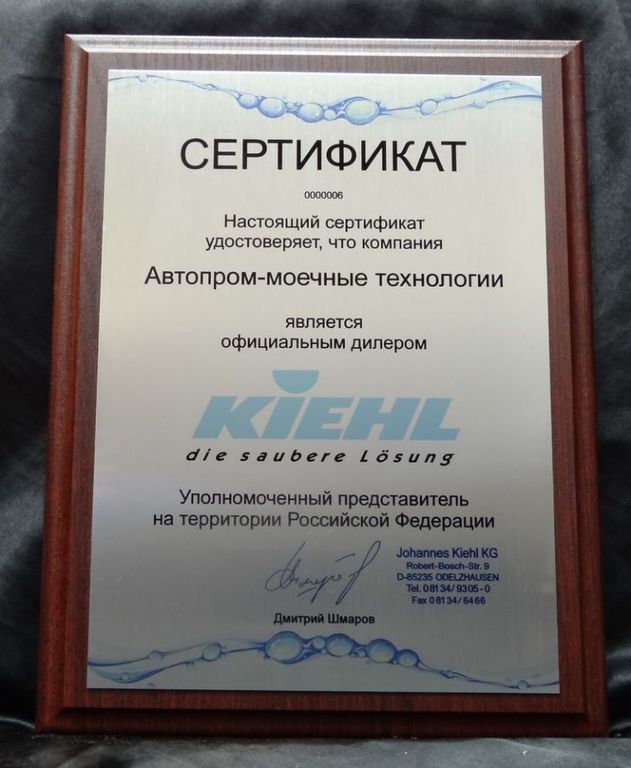 СЕРТИФИКАТ
0000006
Настоящий сертификат
удостоверяет, что компания
Автопром-моечные технологии
является
официальным дилером
KIEHL
die saubere Lösung
Уполномоченный представитель
на территории Российской Федерации
Johannes Kiehl KG
Robert-Bosch-Str. 9
D-85235 ODELZHAUSEN
Tel. 08134/9305-0
Fax 08134/6466
Дмитрий Шмаров